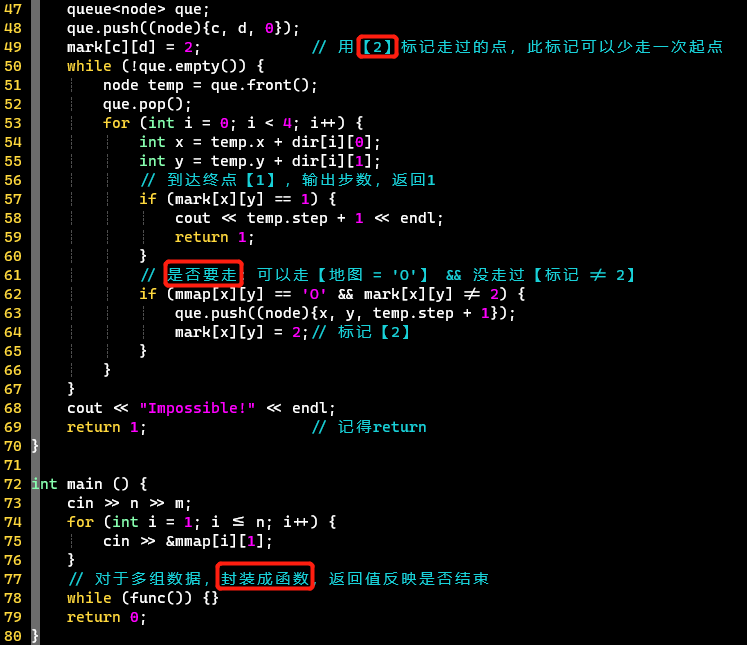 47 queue<node> que;
48 que.push((node){c, d, 0});
49 mark[c][d] = 2; // 用【2】标记走过的点，此标记可以少走一次起点
50 while (!que.empty()) {
51 node temp = que.front();
52 que.pop();
53 for (int i = 0; i < 4; i++) {
54 int x = temp.x + dir[i][0];
55 int y = temp.y + dir[i][1];
56 // 到达终点【1】，输出步数，返回1
57 if (mark[x][y] == 1) {
58 cout << temp.step + 1 << endl;
59 return 1;
60 }
61 // 是否要走：可以走【地图 = 'O'】 && 没走过【标记 != 2】
62 if (mmap[x][y] == 'O' && mark[x][y] != 2) {
63 que.push((node){x, y, temp.step + 1});
64 mark[x][y] = 2; // 标记【2】
65 }
66 }
67 }
68 cout << "Impossible!" << endl;
69 return 1; // 记得return
70 }
71
72 int main () {
73 cin >> n >> m;
74 for (int i = 1; i <= n; i++) {
75 cin >> &mmap[i][1];
76 }
77 // 对于多组数据，封装成函数，返回值反映是否结束
78 while (func()) {}
79 return 0;
80 }